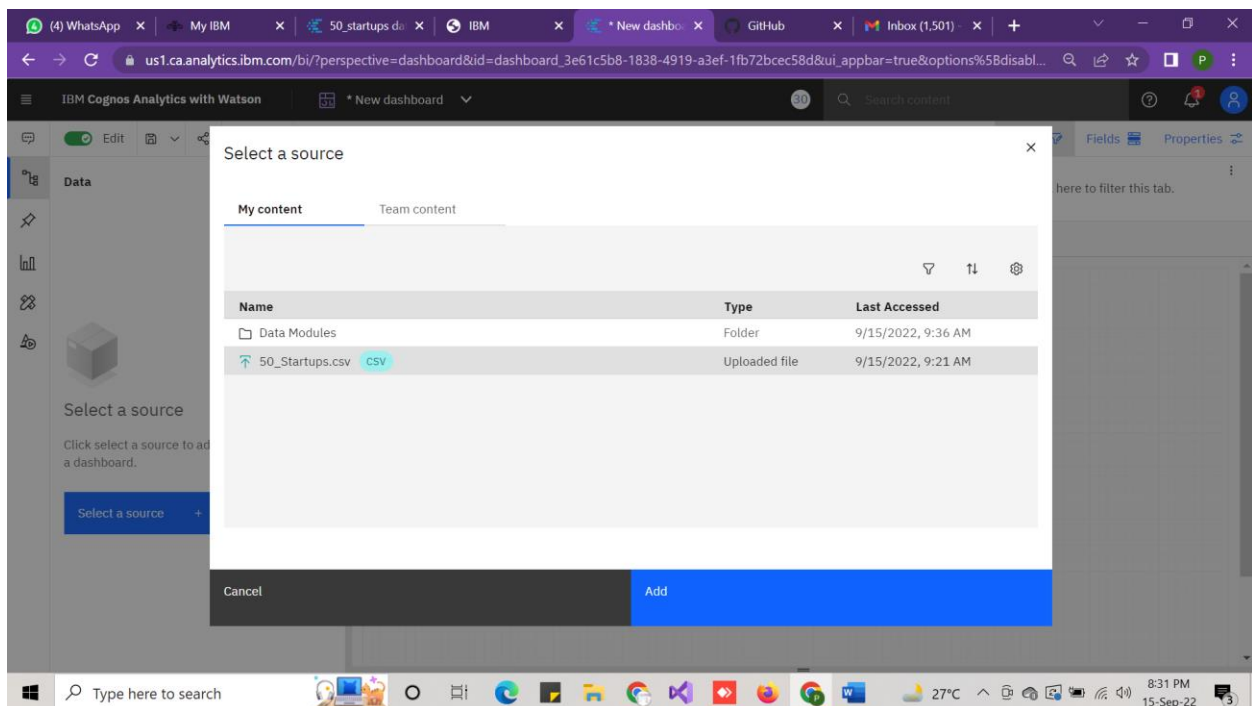 (4) WhatsApp
My IBM
50_startups da
IBM
* New dashbo
GitHub
Inbox (1,501) -
us1.ca.analytics.ibm.com/bi/?perspective=dashboard&id=dashboard_3e61c5b8-1838-4919-a3ef-1fb72bcec58d&ui_appbar=true&options%5Bdisabl...
P
IBM Cognos Analytics with Watson
* New dashboard
30
Search content
Edit
Fields
Properties
Data
here to filter this tab.
Select a source
My content
Team content
Name Type Last Accessed
Data Modules Folder 9/15/2022, 9:36 AM
50_Startups.csv CSV Uploaded file 9/15/2022, 9:21 AM
Select a source
Click select a source to ad
a dashboard.
Select a source +
Cancel
Add
Type here to search
27°C
8:31 PM
15-Sep-22
3